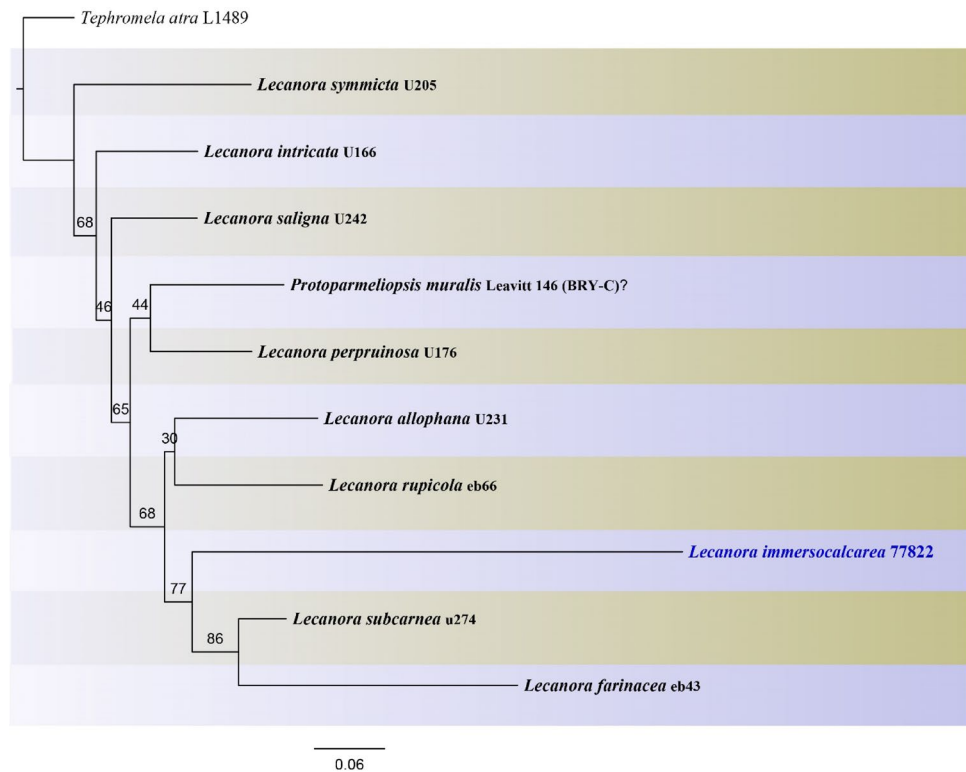 Tephromela atra L1489
Lecanora symmicta U205
Lecanora intricata U166
68
Lecanora saligna U242
Protoparmeliopsis muralis Leavitt 146 (BRY-C)?
46
44
Lecanora perpruinosa U176
65
Lecanora allophana U231
30
Lecanora rupicola eb66
68
Lecanora immersocalcarea 77822
77
Lecanora subcarnea u274
86
Lecanora farinacea eb43
0.06